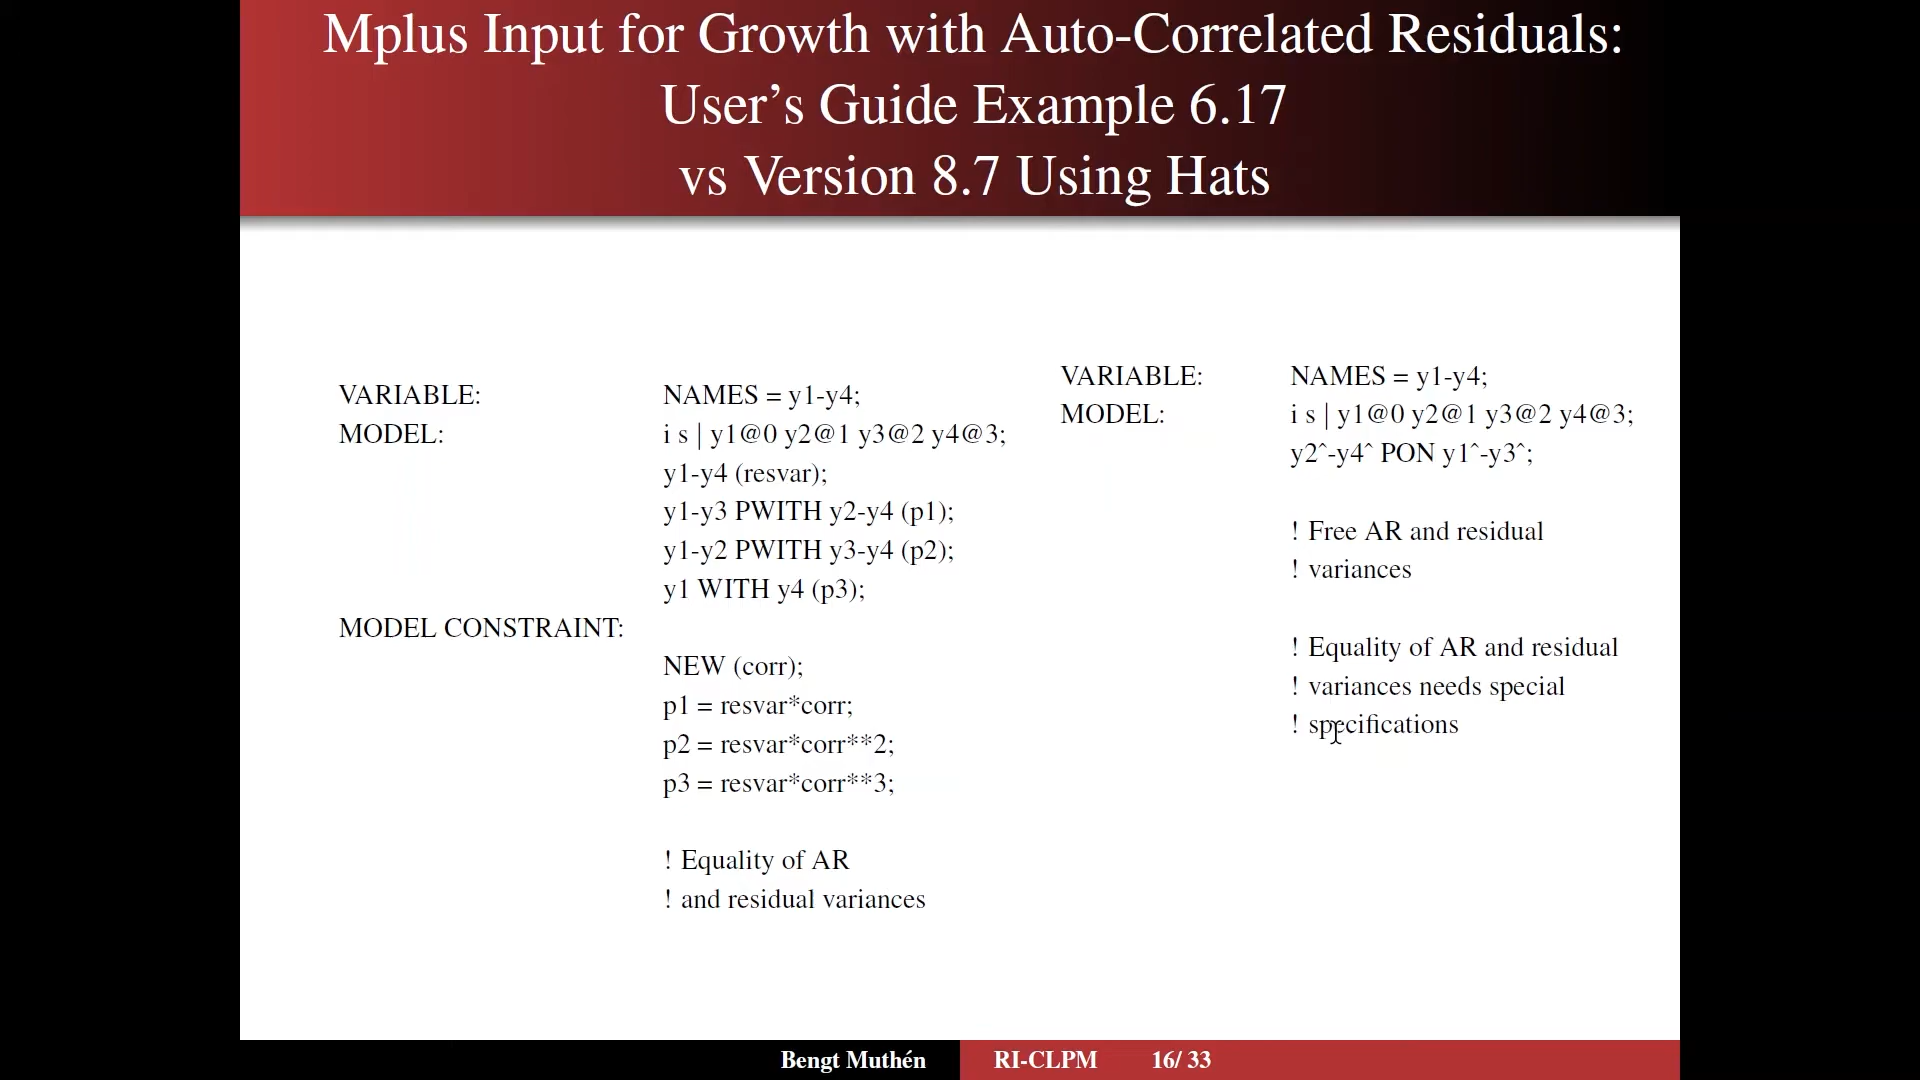 Mplus Input for Growth with Auto-Correlated Residuals:
User's Guide Example 6.17
vs Version 8.7 Using Hats
VARIABLE: NAMES = y1-y4;
MODEL: i s | y1@0 y2@1 y3@2 y4@3;
y1-y4 (resvar);
y1-y3 PWITH y2-y4 (p1);
y1-y2 PWITH y3-y4 (p2);
y1 WITH y4 (p3);
MODEL CONSTRAINT:
NEW (corr);
p1 = resvar*corr;
p2 = resvar*corr**2;
p3 = resvar*corr**3;
! Equality of AR
! and residual variances
VARIABLE: NAMES = y1-y4;
MODEL: i s | y1@0 y2@1 y3@2 y4@3;
y2^-y4^ PON y1^-y3^;
! Free AR and residual
! variances
! Equality of AR and residual
! variances needs special
! specifications
Bengt Muthén RI-CLPM 16/ 33